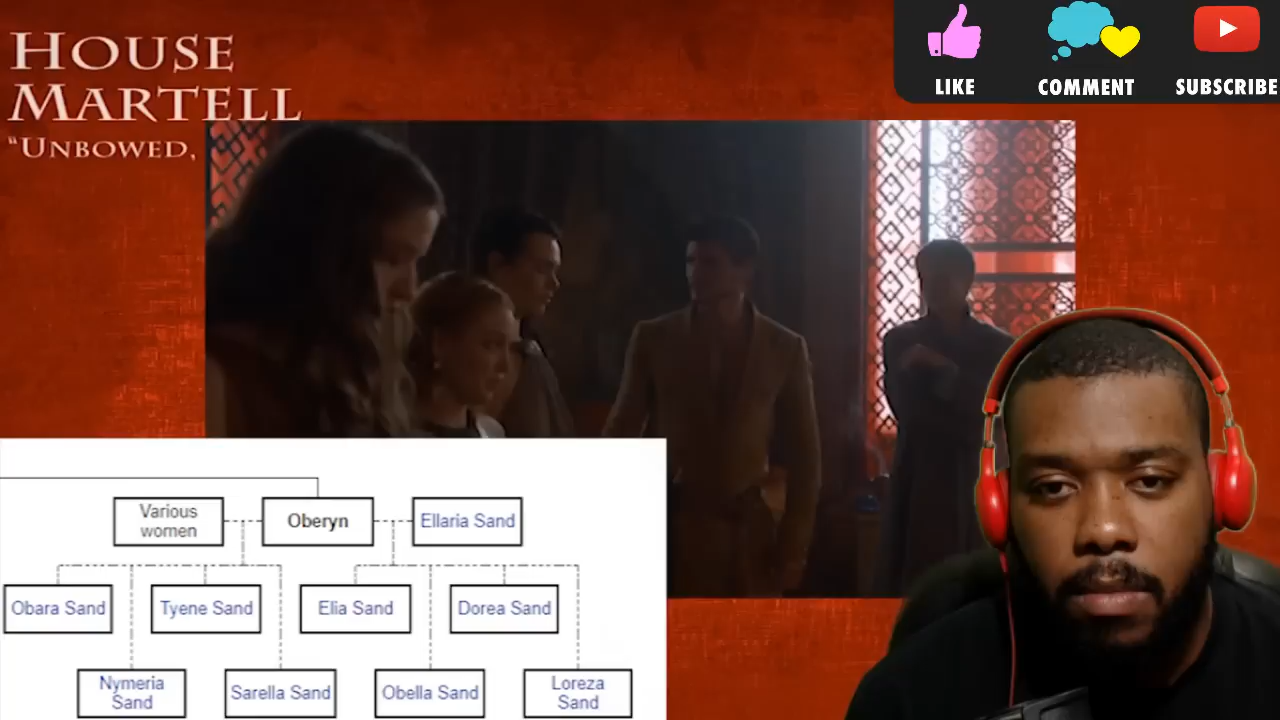 HOUSE
MARTELL
“UNBOWED,
LIKE
COMMENT
SUBSCRIBE
Various
women
Oberyn
Ellaria Sand
Obara Sand
Tyene Sand
Elia Sand
Dorea Sand
Nymeria
Sand
Sarella Sand
Obella Sand
Loreza
Sand